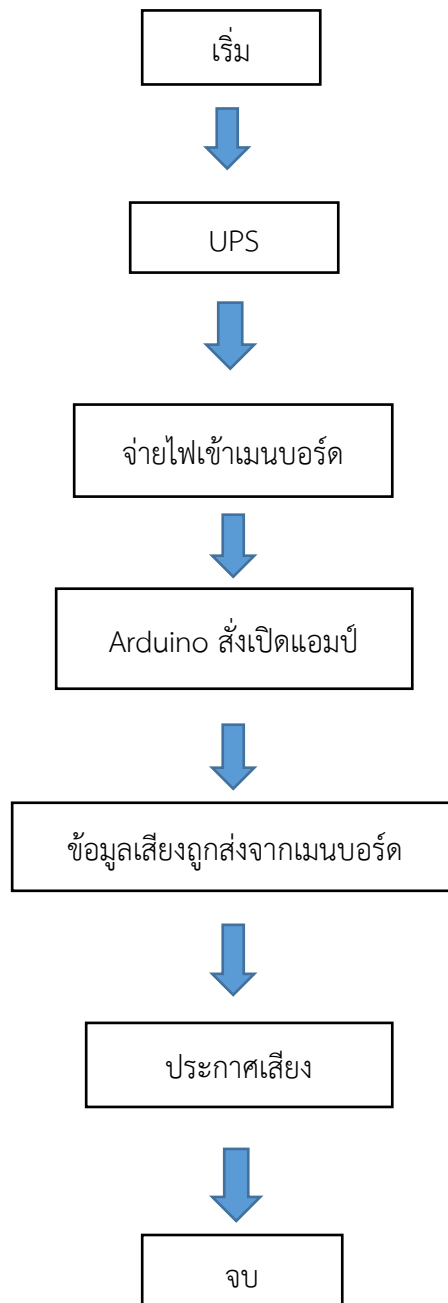 เริ่ม
UPS
จ่ายไฟเข้าเมนบอร์ด
Arduino สั่งเปิดแอมป์
ข้อมูลเสียงถูกส่งจากเมนบอร์ด
ประกาศเสียง
จบ